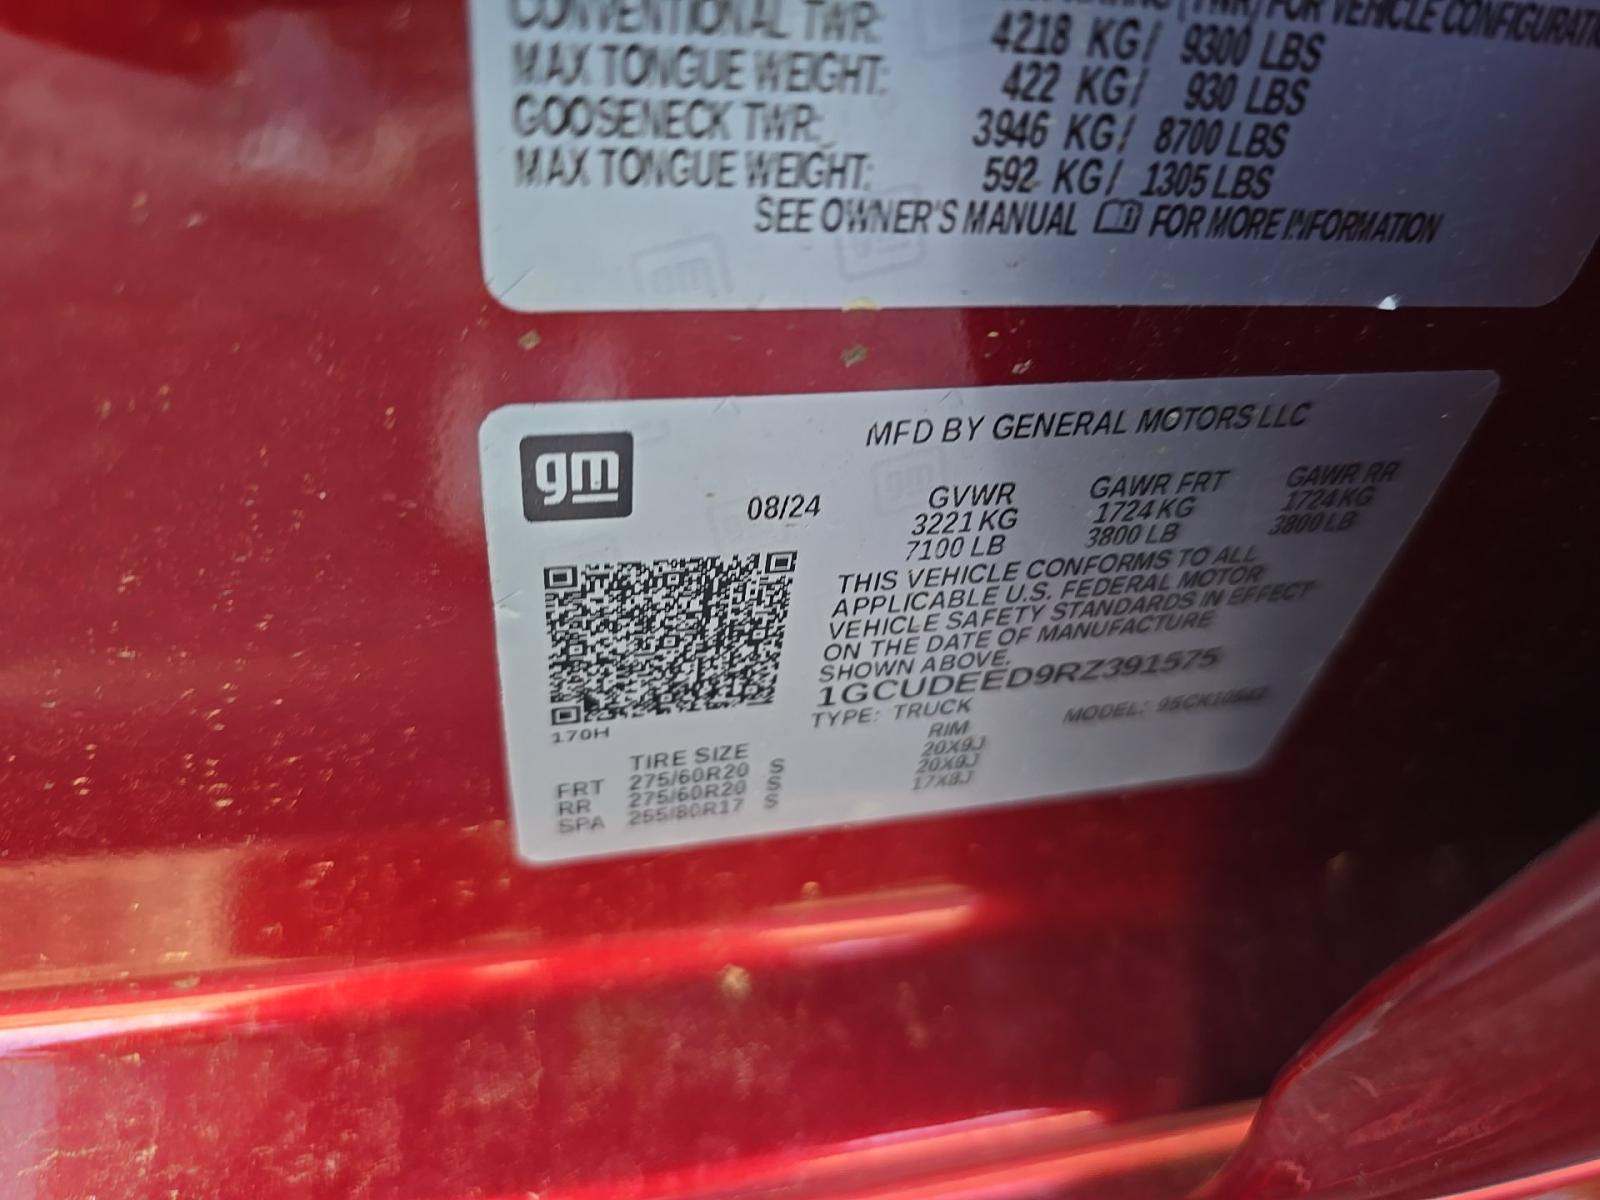 CONVENTIONAL TWR: 4218 KG/ 9300 LBS
MAX TONGUE WEIGHT: 422 KG/ 930 LBS
GOOSENECK TWR: 3946 KG/ 8700 LBS
MAX TONGUE WEIGHT: 592 KG/ 1305 LBS
SEE OWNER'S MANUAL FOR MORE INFORMATION
gm
MFD BY GENERAL MOTORS LLC
08/24 GVWR GAWR FRT GAWR RR
3221 KG 1724 KG 1724 KG
7100 LB 3800 LB 3800 LB
THIS VEHICLE CONFORMS TO ALL
APPLICABLE U.S. FEDERAL MOTOR
VEHICLE SAFETY STANDARDS IN EFFECT
ON THE DATE OF MANUFACTURE
SHOWN ABOVE.
1GCUDEED9RZ391575
TYPE: TRUCK MODEL:
170H
TIRE SIZE RIM
FRT 275/60R20 S 20X9J
RR 275/60R20 S 20X9J
SPA 255/80R17 S 17X8J